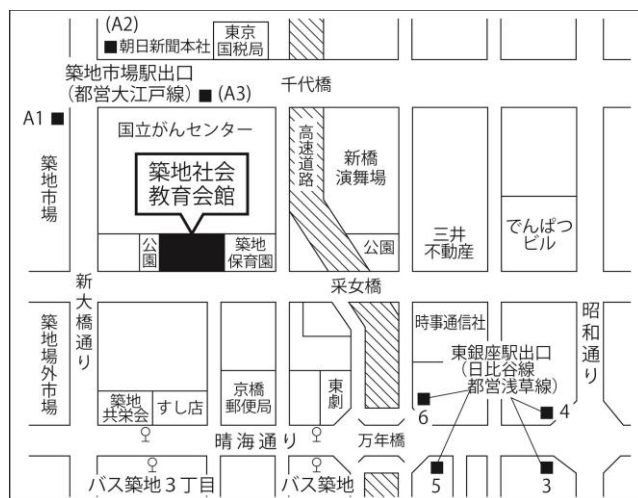 (A2)
■朝日新聞本社
東京
国税局
築地市場駅出口
(都営大江戸線)■(A3)
千代橋
A1■
国立がんセンター
高速道路
新橋
演舞場
築地市場
築地社会
教育会館
でんぱつ
ビル
三井
不動産
公園
築地
保育園
公園
采女橋
新大橋通り
昭和通り
築地場外市場
時事通信社
東銀座駅出口
(日比谷線
都営浅草線)
築地
共栄会
すし店
京橋
郵便局
東劇
6
4
晴海通り
万年橋
バス築地3丁目
バス築地
5
3